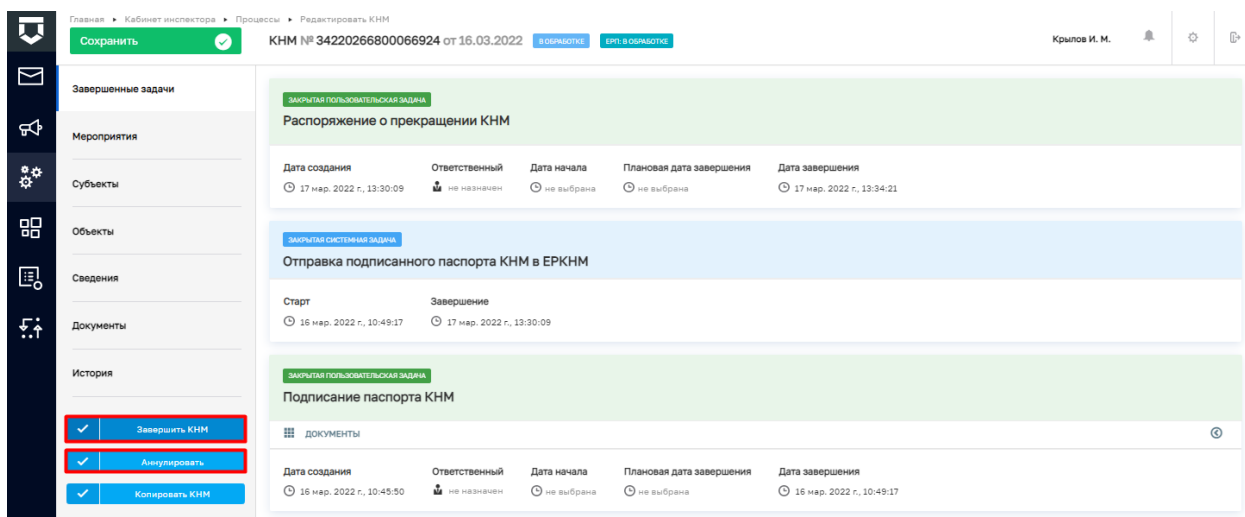 Главная ▸ Кабинет инспектора ▸ Процессы ▸ Редактировать КНМ
Сохранить
КНМ № 34220266800066924 от 16.03.2022 В ОБРАБОТКЕ ЕРП: В ОБРАБОТКЕ
Крылов И. М.
Завершенные задачи
Мероприятия
Субъекты
Объекты
Сведения
Документы
История
Завершить КНМ
Аннулировать
Копировать КНМ
ЗАКРЫТАЯ ПОЛЬЗОВАТЕЛЬСКАЯ ЗАДАЧА
Распоряжение о прекращении КНМ
Дата создания Ответственный Дата начала Плановая дата завершения Дата завершения
17 мар. 2022 г., 13:30:09 не назначен не выбрана не выбрана 17 мар. 2022 г., 13:34:21
ЗАКРЫТАЯ СИСТЕМНАЯ ЗАДАЧА
Отправка подписанного паспорта КНМ в ЕРКНМ
Старт Завершение
16 мар. 2022 г., 10:49:17 17 мар. 2022 г., 13:30:09
ЗАКРЫТАЯ ПОЛЬЗОВАТЕЛЬСКАЯ ЗАДАЧА
Подписание паспорта КНМ
ДОКУМЕНТЫ
Дата создания Ответственный Дата начала Плановая дата завершения Дата завершения
16 мар. 2022 г., 10:45:50 не назначен не выбрана не выбрана 16 мар. 2022 г., 10:49:17